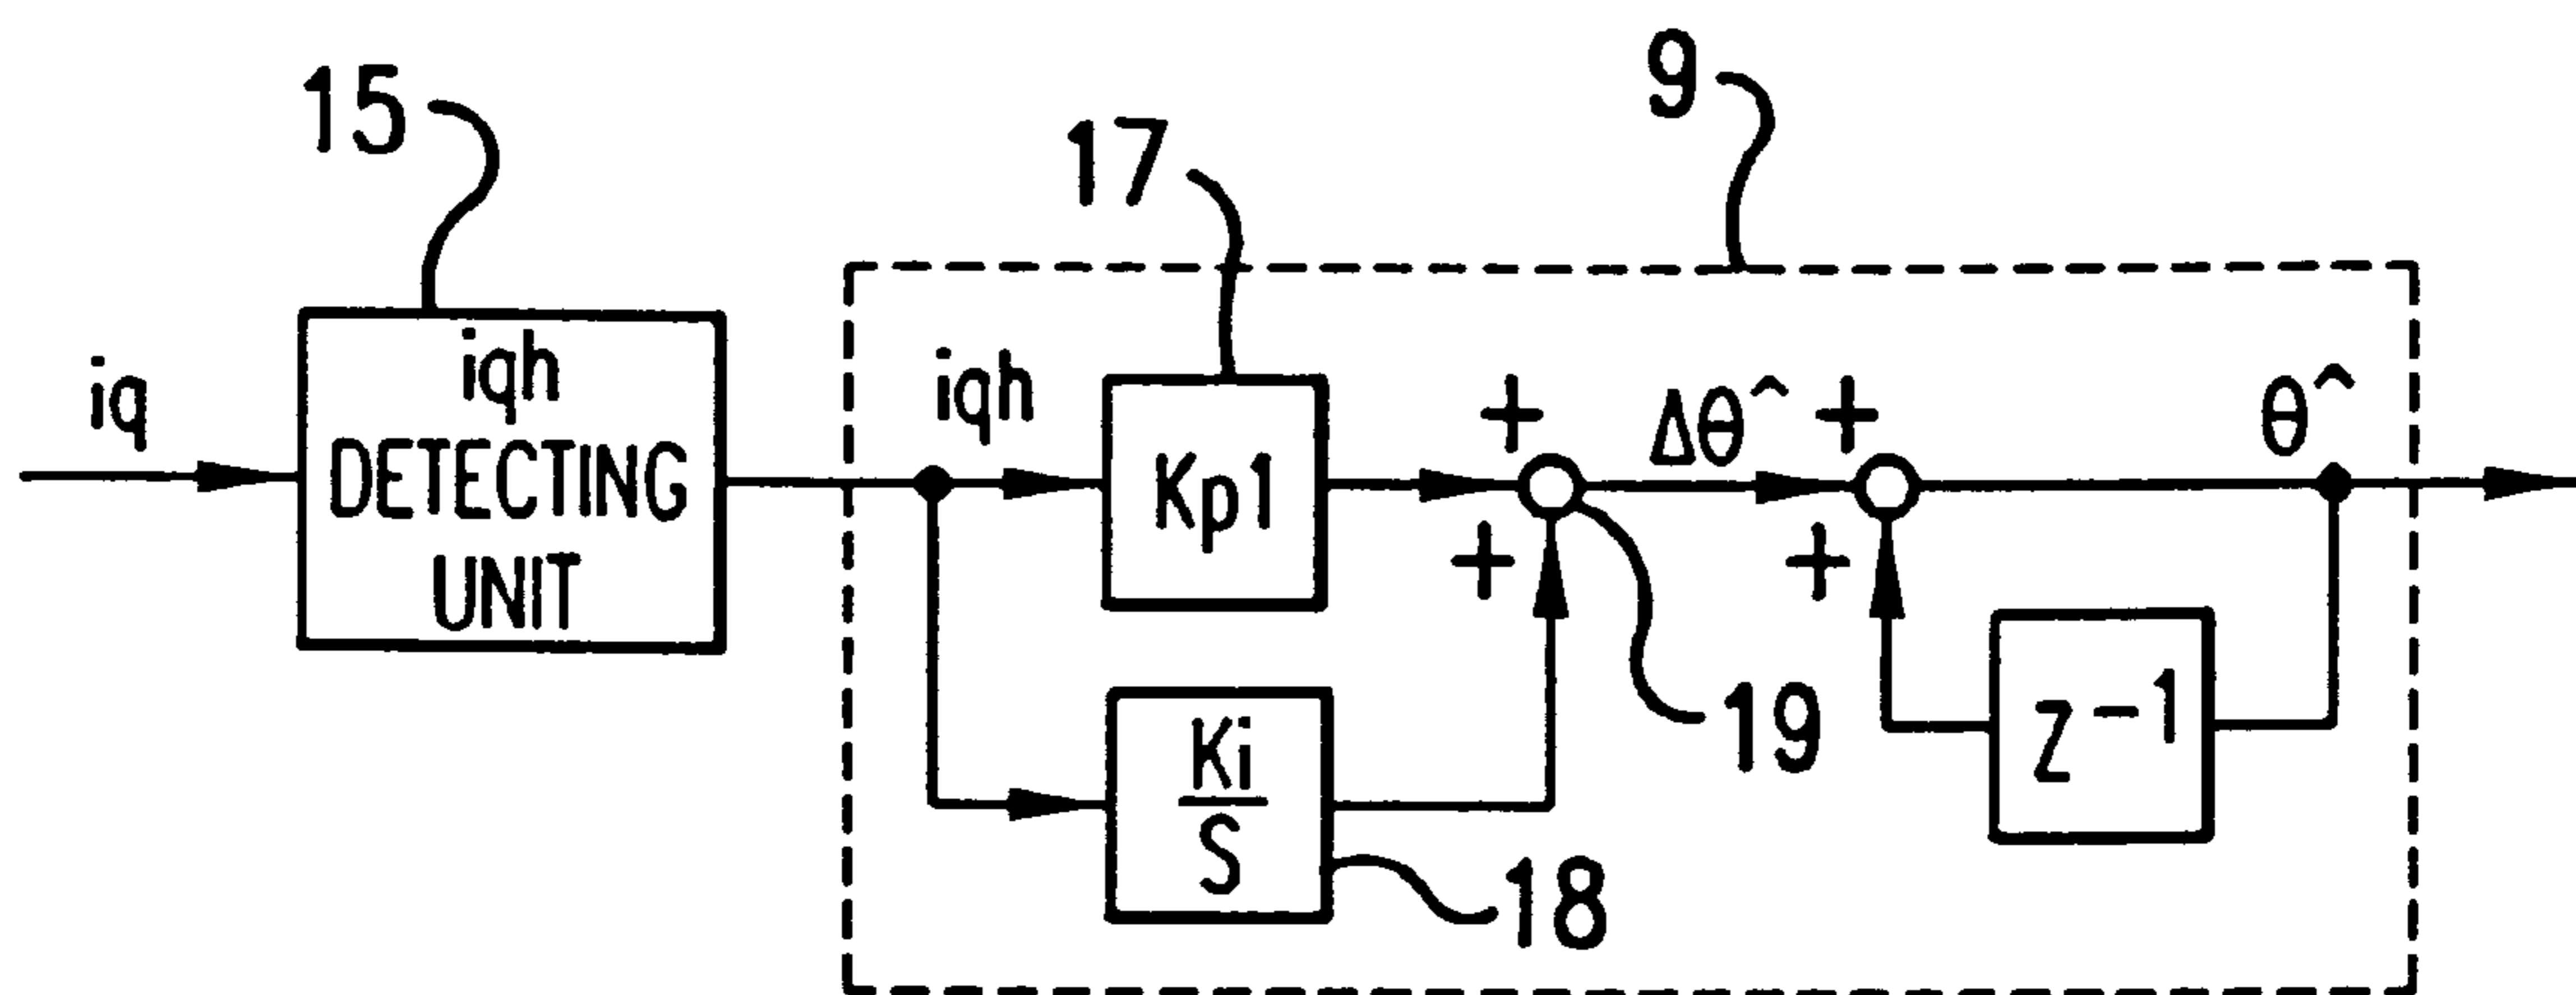 9
15
17
iq
iqh
DETECTING
UNIT
iqh
Kp1
+
+
Δθ^
+
+
θ^
Ki
S
18
19
Z-1